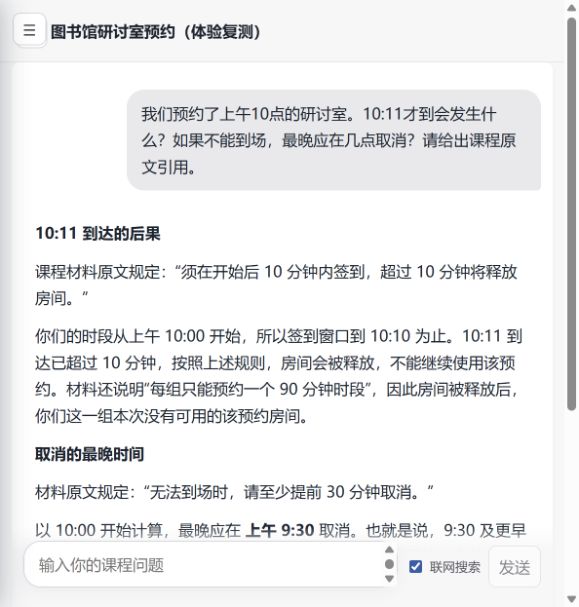 图书馆研讨室预约（体验复测）
我们预约了上午10点的研讨室。10:11才到会发生什
么？如果不能到场，最晚应在几点取消？请给出课程原
文引用。
10:11 到达的后果
课程材料原文规定：“须在开始后 10 分钟内签到，超过 10 分钟将释放
房间。“
你们的时段从上午 10:00 开始，所以签到窗口到 10:10 为止。10:11 到
达已超过 10 分钟，按照上述规则，房间会被释放，不能继续使用该预
约。材料还说明”每组只能预约一个 90 分钟时段”，因此房间被释放后，
你们这一组本次没有可用的该预约房间。
取消的最晚时间
材料原文规定：“无法到场时，请至少提前 30 分钟取消。”
以 10:00 开始计算，最晚应在 上午 9:30 取消。也就是说，9:30 及更早
输入你的课程问题
联网搜索
发送